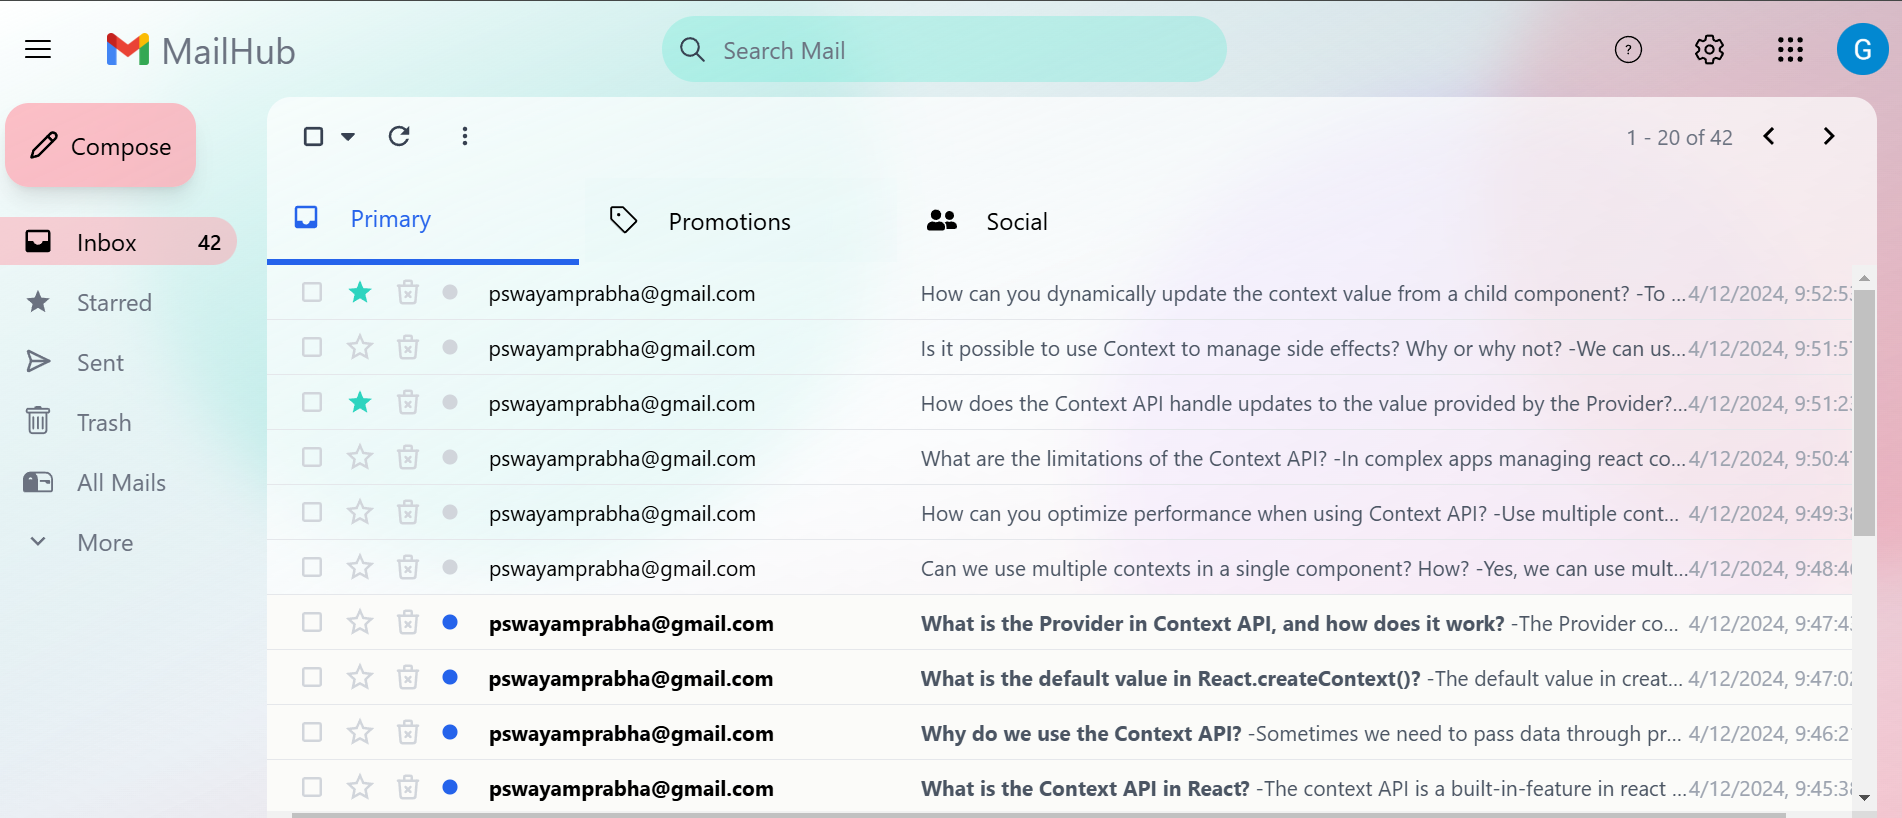 MailHub
Search Mail
?
G
Compose
1 - 20 of 42
Inbox 42
Starred
Sent
Trash
All Mails
More
Primary Promotions Social
pswayamprabha@gmail.com How can you dynamically update the context value from a child component? -To ... 4/12/2024, 9:52:5
pswayamprabha@gmail.com Is it possible to use Context to manage side effects? Why or why not? -We can us... 4/12/2024, 9:51:5
pswayamprabha@gmail.com How does the Context API handle updates to the value provided by the Provider?... 4/12/2024, 9:51:2
pswayamprabha@gmail.com What are the limitations of the Context API? -In complex apps managing react co... 4/12/2024, 9:50:4
pswayamprabha@gmail.com How can you optimize performance when using Context API? -Use multiple cont... 4/12/2024, 9:49:3
pswayamprabha@gmail.com Can we use multiple contexts in a single component? How? -Yes, we can use mult... 4/12/2024, 9:48:4
pswayamprabha@gmail.com What is the Provider in Context API, and how does it work? -The Provider co... 4/12/2024, 9:47:4
pswayamprabha@gmail.com What is the default value in React.createContext()? -The default value in creat... 4/12/2024, 9:47:0
pswayamprabha@gmail.com Why do we use the Context API? -Sometimes we need to pass data through pr... 4/12/2024, 9:46:2
pswayamprabha@gmail.com What is the Context API in React? -The context API is a built-in-feature in react ... 4/12/2024, 9:45:3